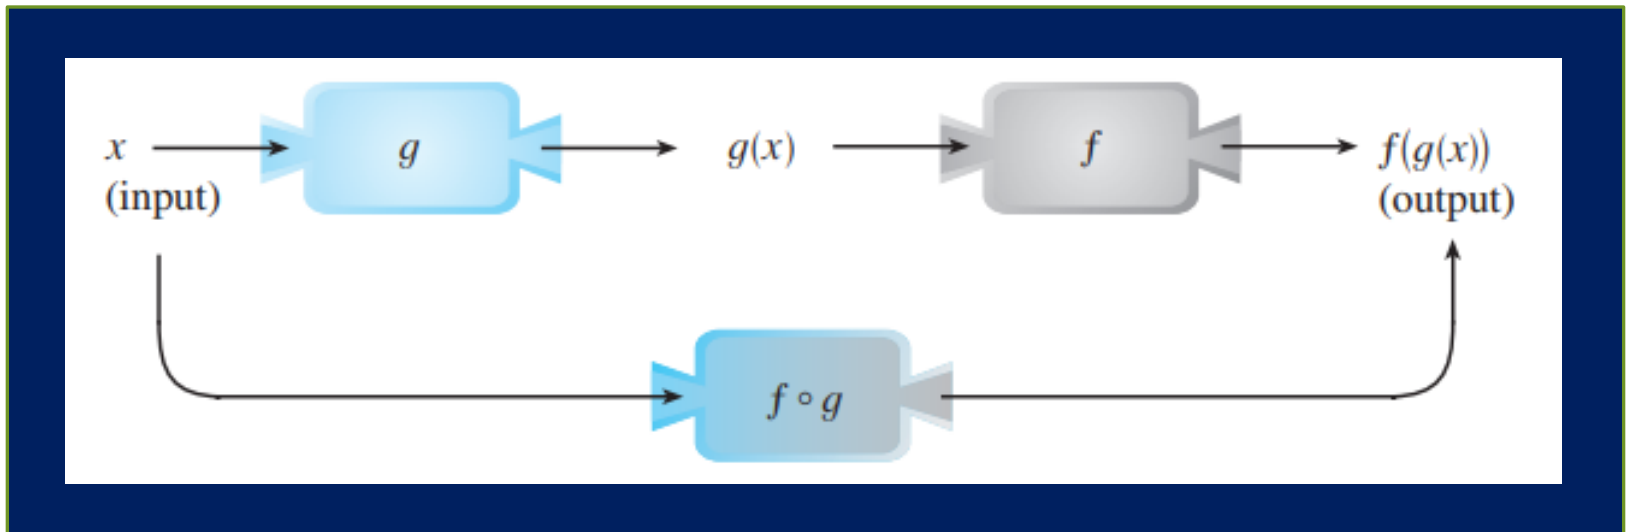 x g g(x) f f(g(x))
(input) (output)
f ∘ g